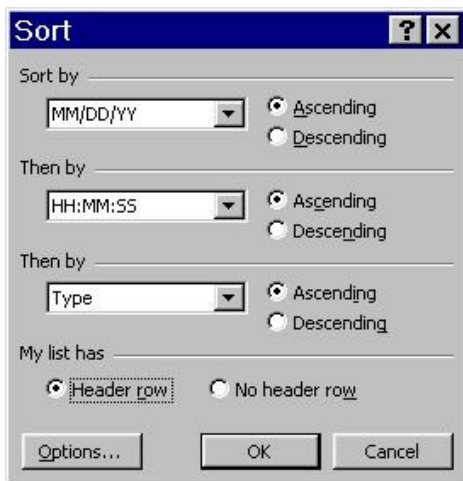 Sort
Sort by
MM/DD/YY
Ascending
Descending
Then by
HH:MM:SS
Ascending
Descending
Then by
Type
Ascending
Descending
My list has
Header row No header row
Options... OK Cancel